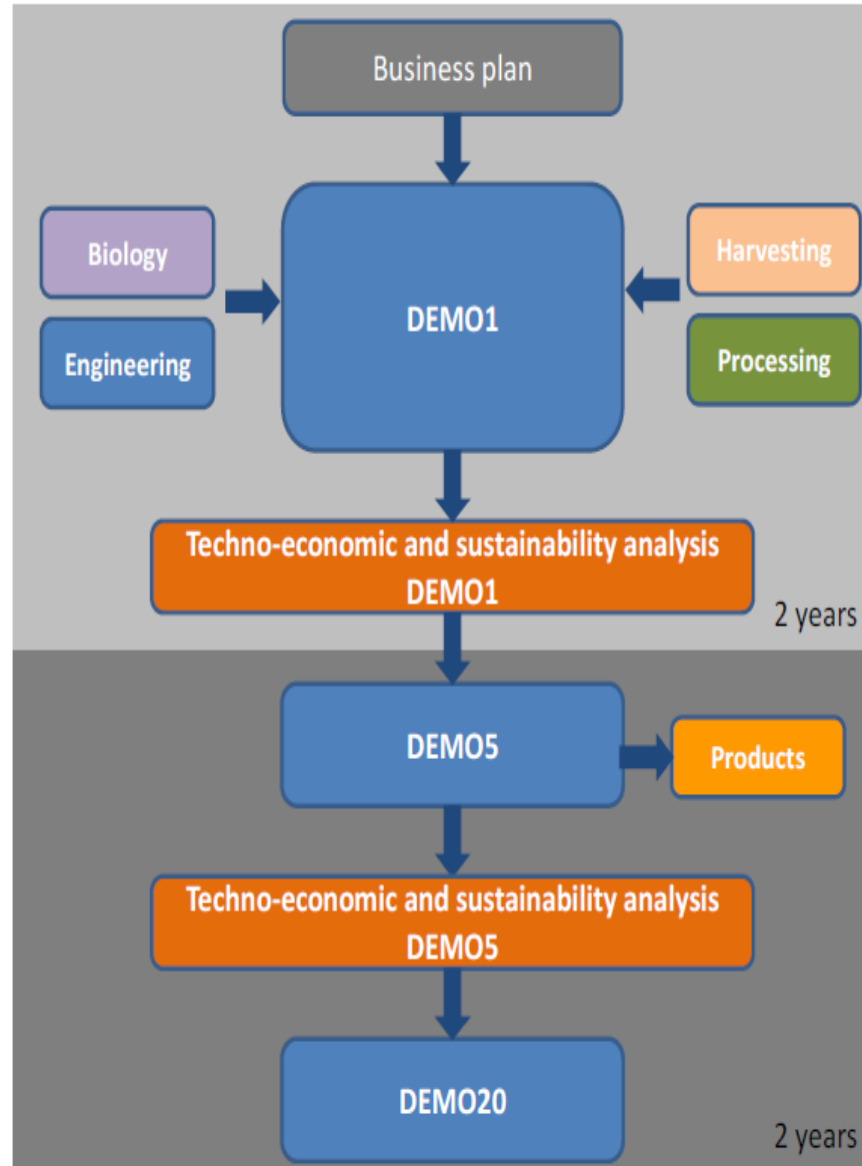 Business plan
Biology
Harvesting
DEMO1
Engineering
Processing
Techno-economic and sustainability analysis
DEMO1
2 years
DEMO5
Products
Techno-economic and sustainability analysis
DEMO5
DEMO20
2 years